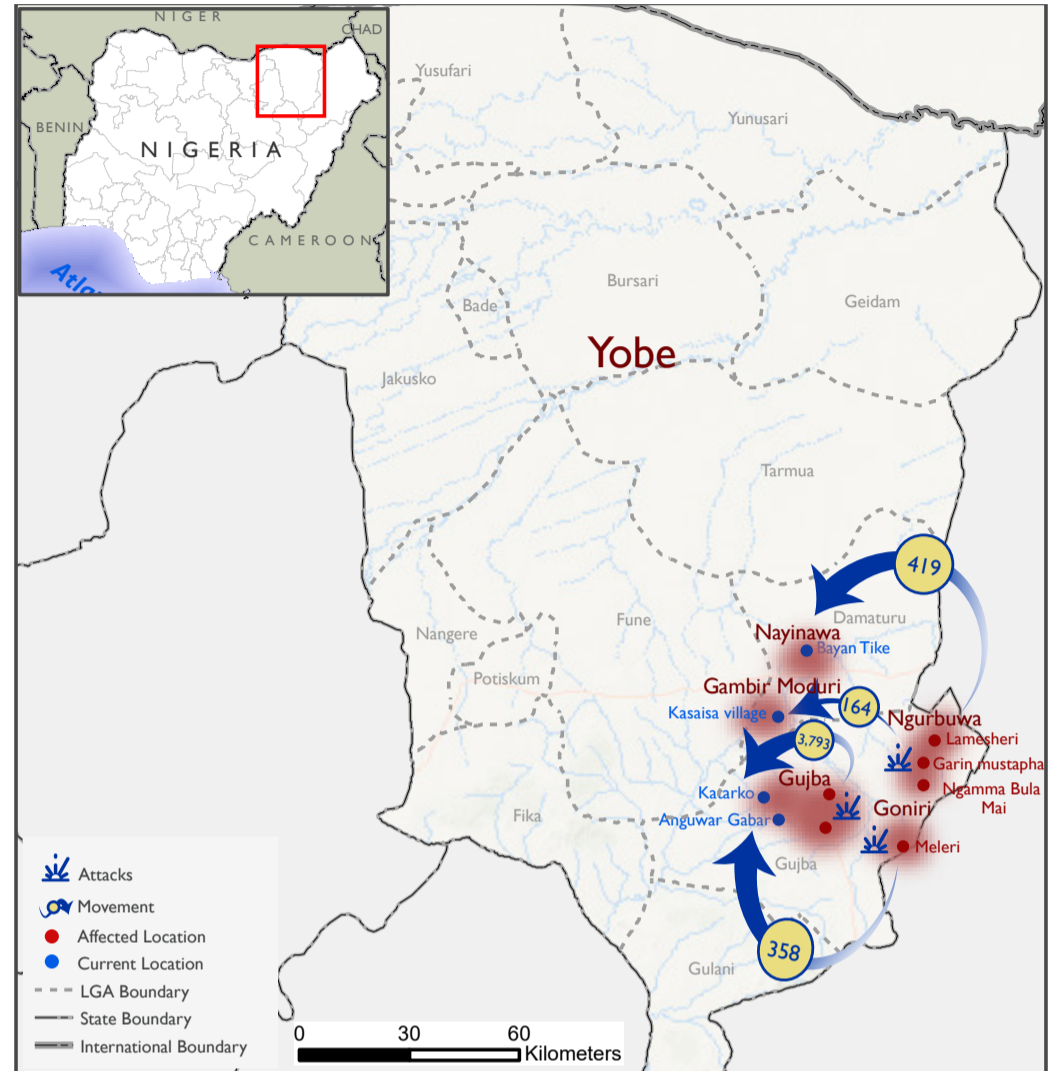 NIGER
CHAD
BENIN
NIGERIA
CAMEROON
Yusufari
Yunusari
Bursari
Bade
Geidam
Yobe
Jakusko
Tarmua
419
Nangere
Fune
Damaturu
Nayinawa
Bayan Tike
Potiskum
Gambir Moduri
164
Kasaisa village
Ngurbuwa
3,793
Lamesheri
Garin mustapha
Gujba
Katarko
Ngamma Bula
Mai
Goniri
Fika
Anguwar Gabar
Meleri
Gujba
358
Gulani
Attacks
Movement
Affected Location
Current Location
LGA Boundary
State Boundary
International Boundary
0 30 60
Kilometers